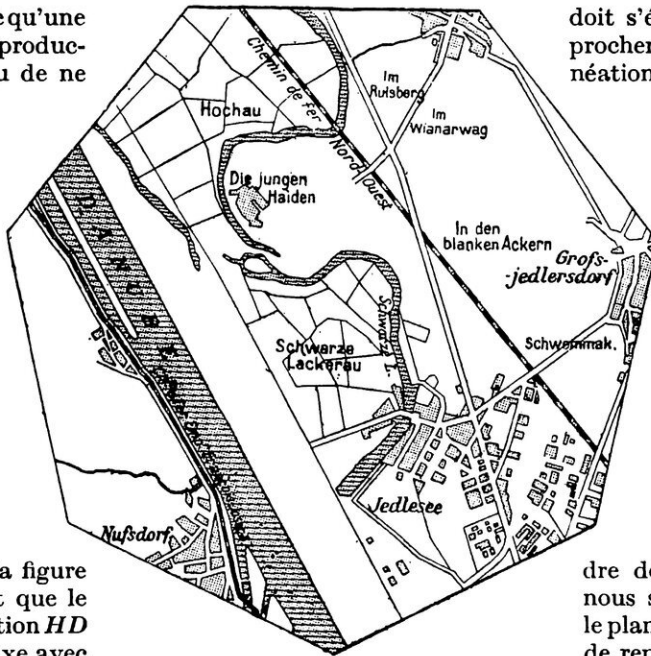 e qu'une
produc-
u de ne
doit s'é
procher
néation
Chemin de fer
Nord Ouest
Hochau
Im
Rulsberg
Im
Wianarwag
Die jungen
Haiden
In den
blanken Ackern
Grofs-
jedlersdorf
Schwarze L.
Schwarze
Lackerau
Schwemmak.
Jedlesee
Nufsdorf
a figure
t que le
tion HD
xe avec
dre de
nous s
le plan
de ren